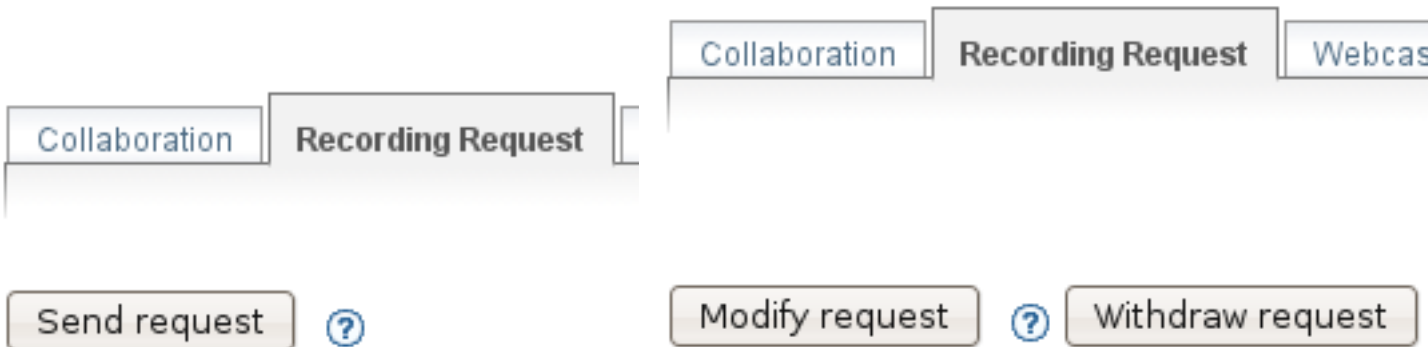 Collaboration Recording Request
Send request ?
Collaboration Recording Request
Modify request ? Withdraw request